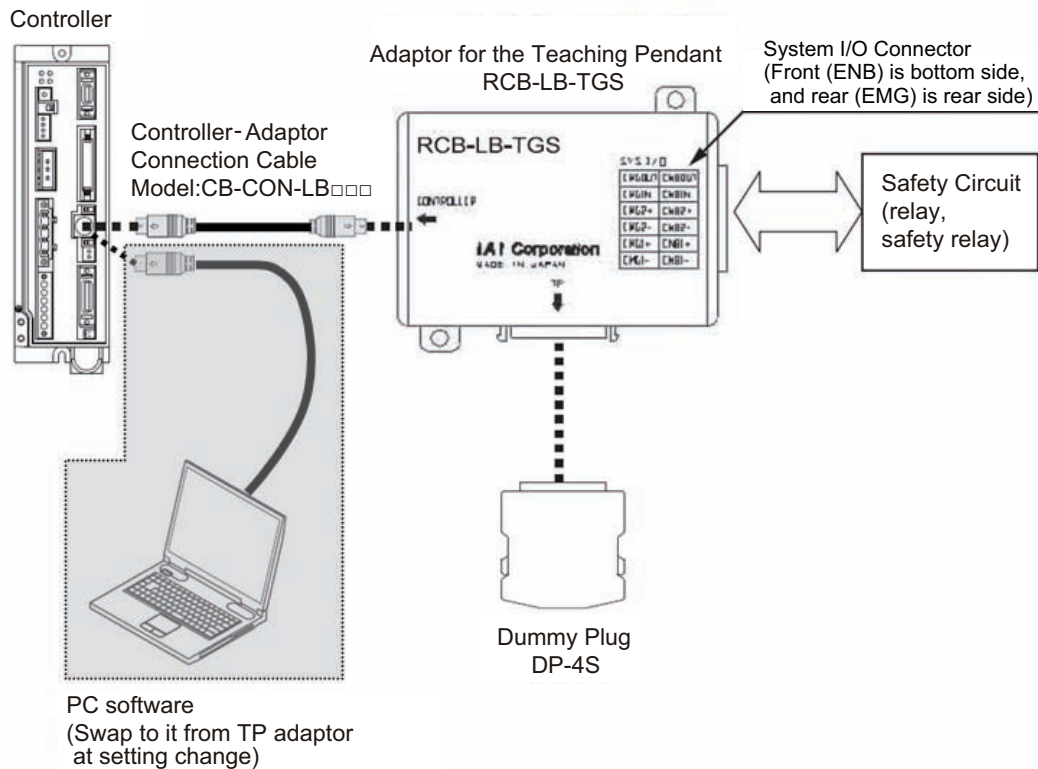 Controller
Adaptor for the Teaching Pendant
RCB-LB-TGS
System I/O Connector
(Front (ENB) is bottom side,
and rear (EMG) is rear side)
Controller-Adaptor
Connection Cable
Model:CB-CON-LB□□□
RCB-LB-TGS
SYS I/O
CONTROLLER
IAI Corporation
MADE IN JAPAN
TP
Safety Circuit
(relay,
safety relay)
Dummy Plug
DP-4S
PC software
(Swap to it from TP adaptor
at setting change)